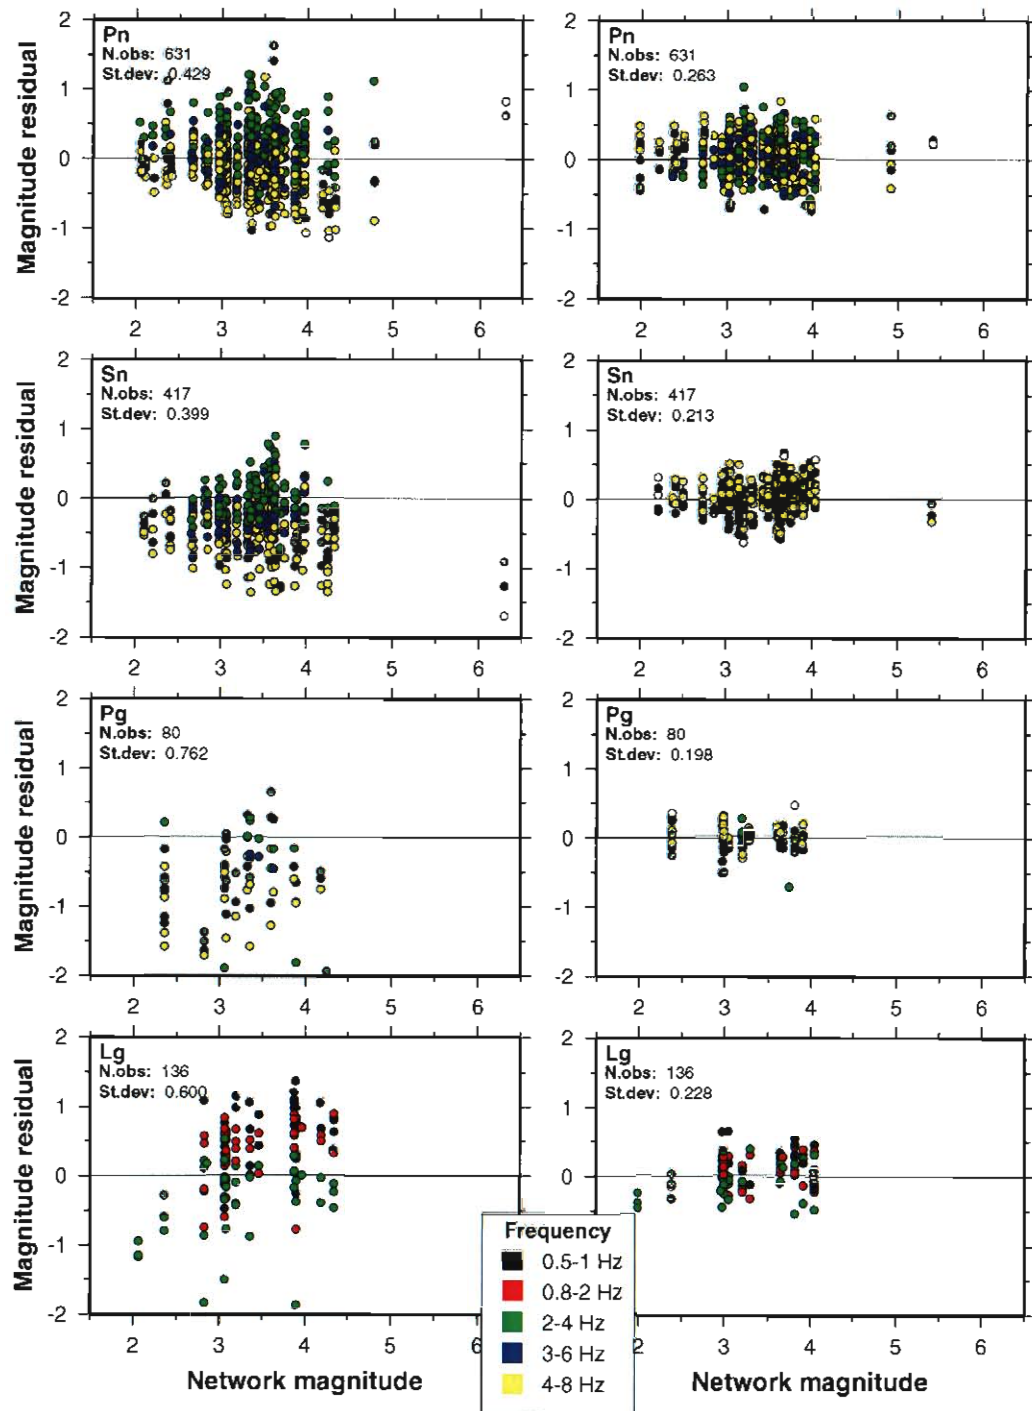 2
1
0
-1
-2
Magnitude residual
Pn
N.obs: 631
St.dev: 0.429
2 3 4 5 6
2
1
0
-1
-2
Pn
N.obs: 631
St.dev: 0.263
2 3 4 5 6
2
1
0
-1
-2
Magnitude residual
Sn
N.obs: 417
St.dev: 0.399
2 3 4 5 6
2
1
0
-1
-2
Sn
N.obs: 417
St.dev: 0.213
2 3 4 5 6
2
1
0
-1
-2
Magnitude residual
Pg
N.obs: 80
St.dev: 0.762
2 3 4 5 6
2
1
0
-1
-2
Pg
N.obs: 80
St.dev: 0.198
2 3 4 5 6
2
1
0
-1
-2
Magnitude residual
Lg
N.obs: 136
St.dev: 0.600
2 3 4
Network magnitude
2
1
0
Lg
N.obs: 136
St.dev: 0.228
3 4 5 6
Network magnitude
Frequency
0.5-1 Hz
0.8-2 Hz
2-4 Hz
3-6 Hz
4-8 Hz